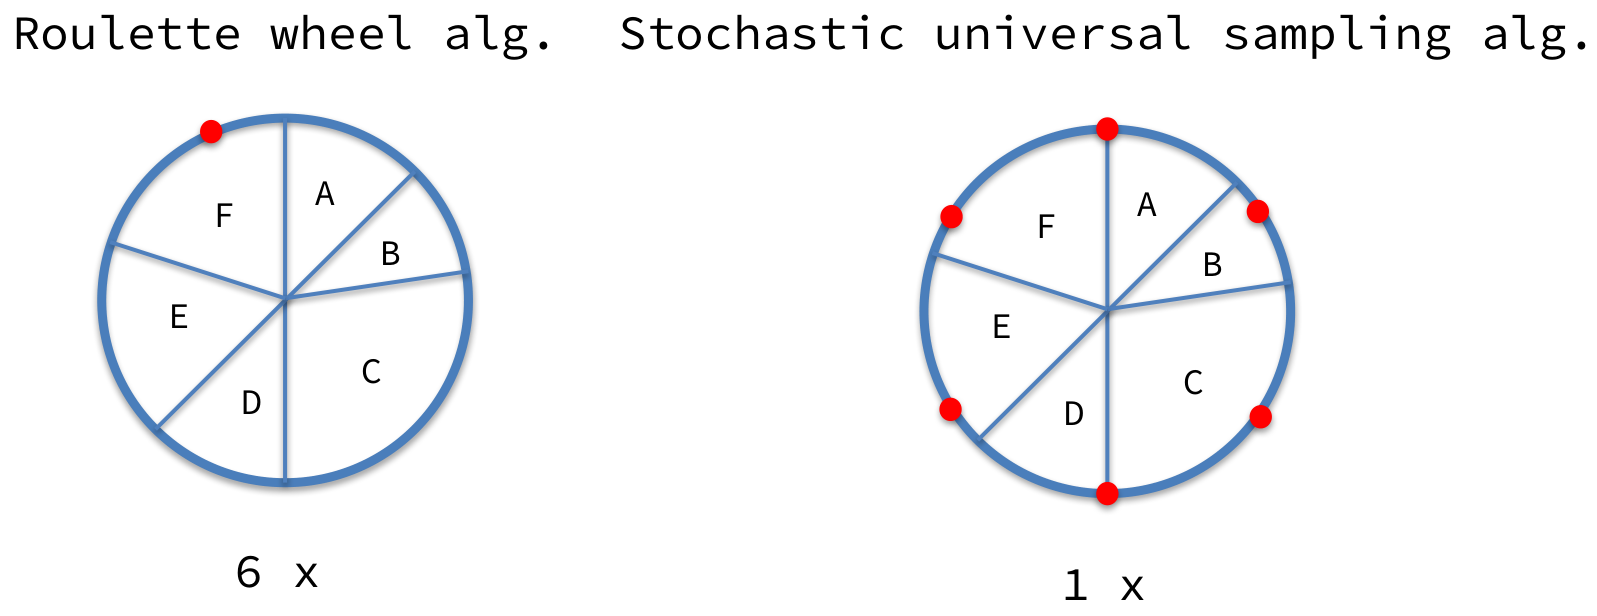 Roulette wheel alg.
Stochastic universal sampling alg.
A
B
C
D
E
F
6 x
A
B
C
D
E
F
1 x